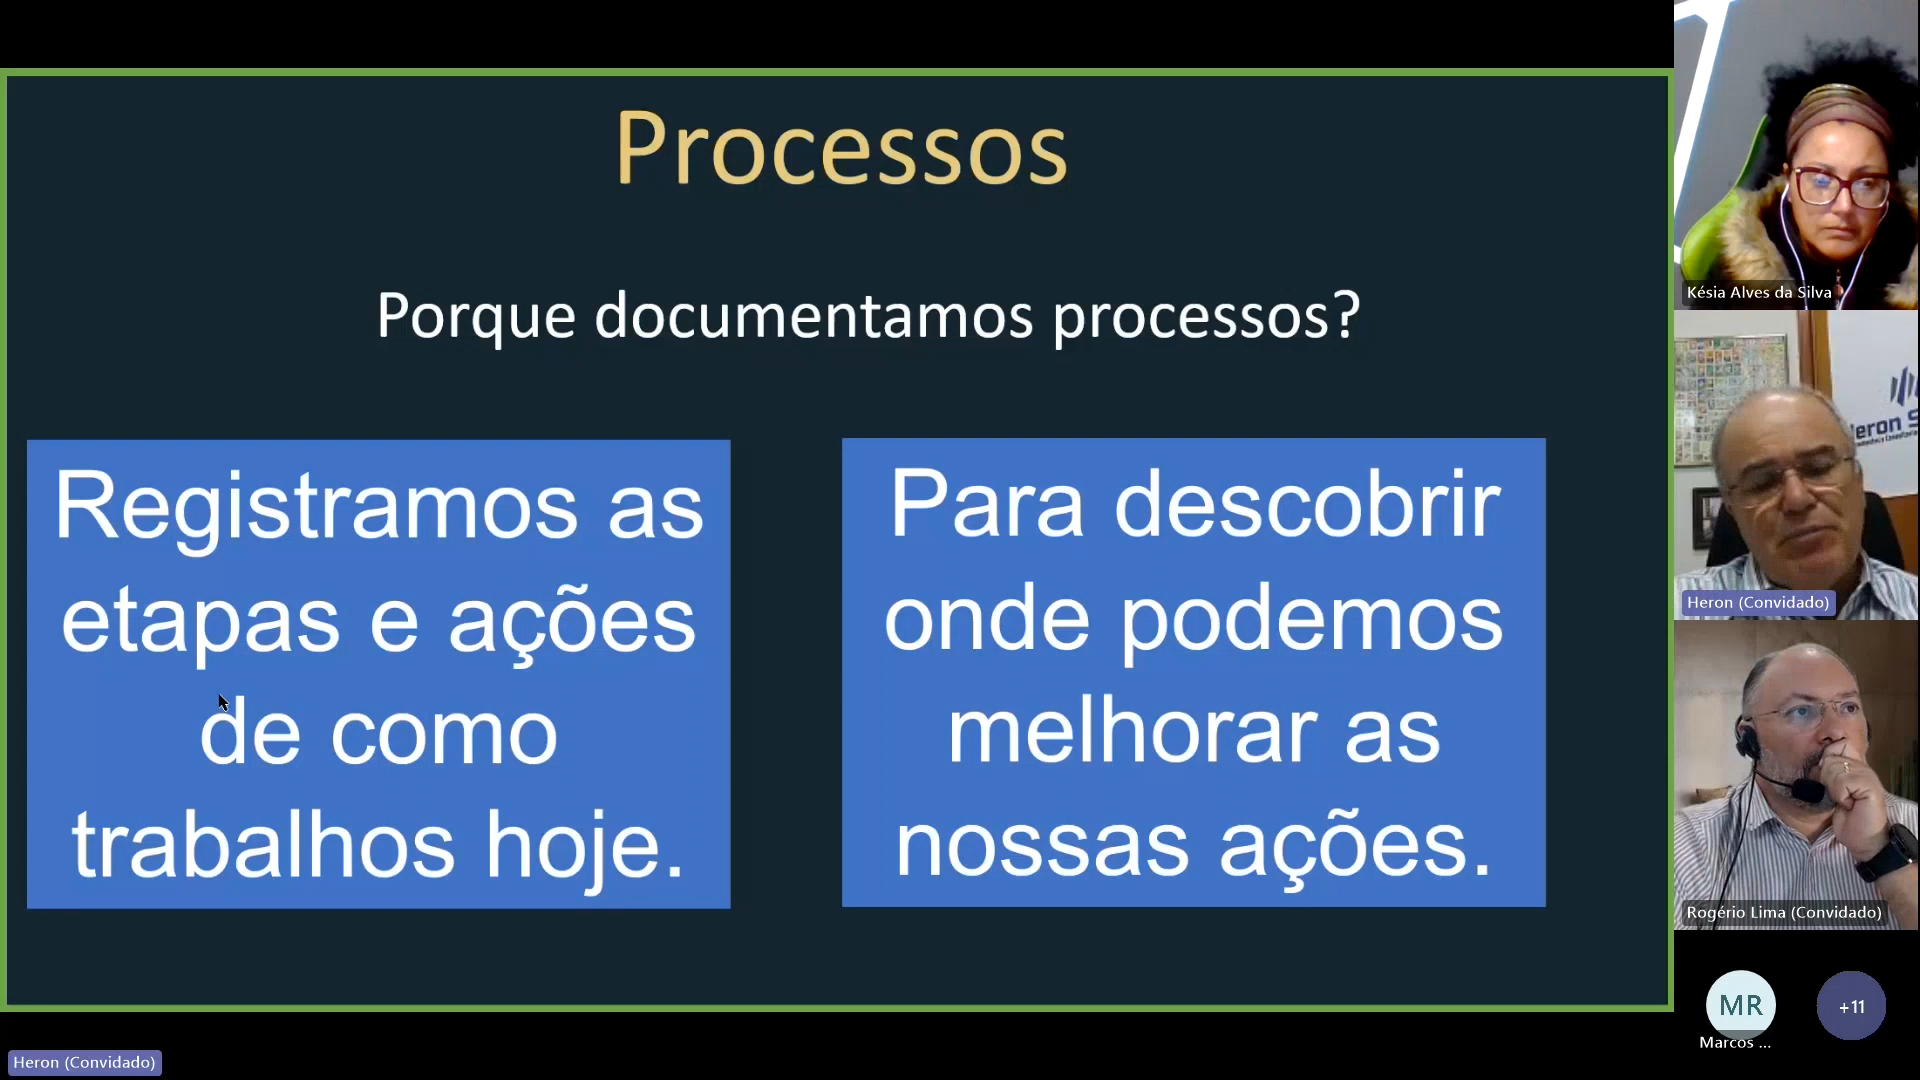 Processos
Porque documentamos processos?
Registramos as
etapas e ações
de como
trabalhos hoje.
Para descobrir
onde podemos
melhorar as
nossas ações.
Késia Alves da Silva
Heron (Convidado)
Rogério Lima (Convidado)
MR
Marcos ...
+11
Heron (Convidado)